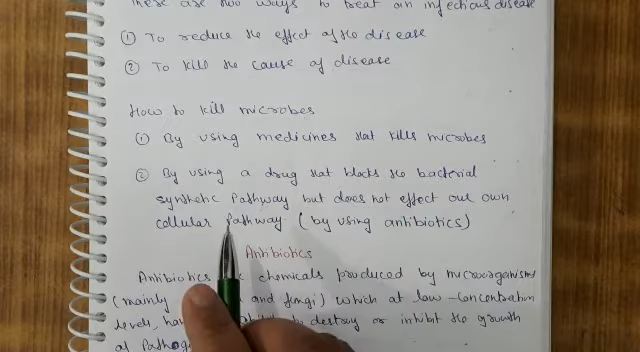 These are two ways to treat an infectious disease
① To reduce the effect of the disease
② To kill the cause of disease
How to kill microbes
① By using medicines that kills microbes
② By using a drug that blocks the bacterial
synthetic Pathway but does not effect our own
cellular Pathway (by using antibiotics)
Antibiotics
Antibiotics chemicals produced by microorganisms
(mainly and fungi) which at low-concentration
levels, to destroy or inhibit the growth
of